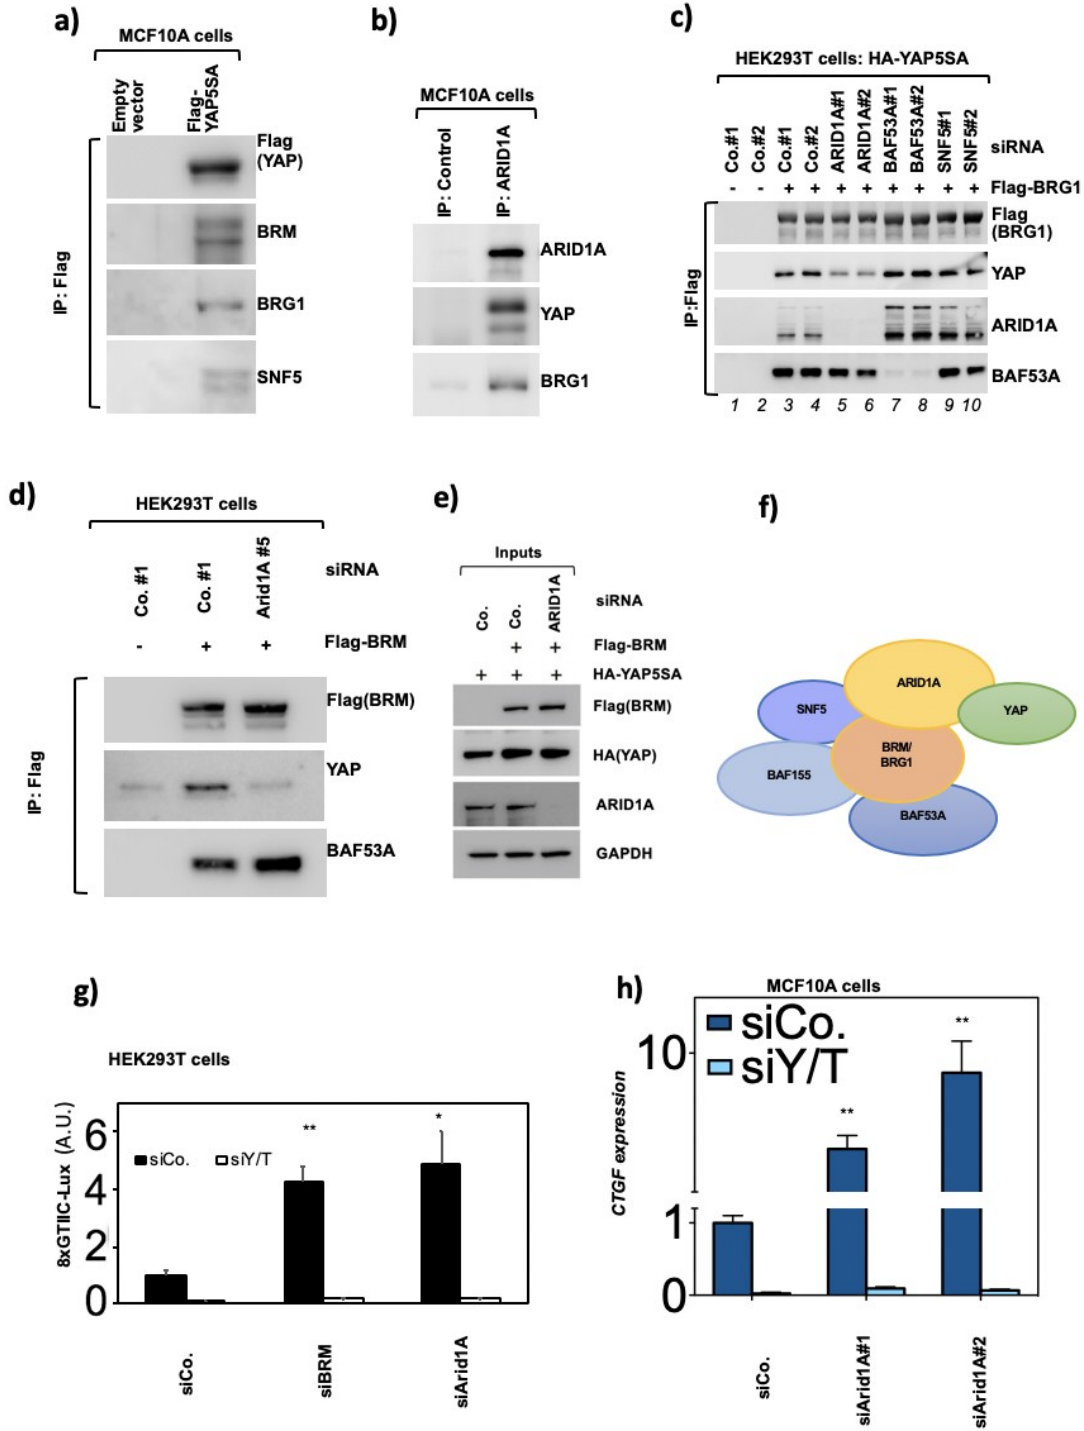 a)
MCF10A cells
Empty
vector
Flag-
YAP5SA
IP: Flag
Flag
(YAP)
BRM
BRG1
SNF5
b)
MCF10A cells
IP: Control
IP: ARID1A
ARID1A
YAP
BRG1
c)
HEK293T cells: HA-YAP5SA
Co.#1
Co.#2
Co.#1
Co.#2
ARID1A#1
ARID1A#2
BAF53A#1
BAF53A#2
SNF5#1
SNF5#2
siRNA
- - + + + + + + + + Flag-BRG1
IP:Flag
Flag
(BRG1)
YAP
ARID1A
BAF53A
1 2 3 4 5 6 7 8 9 10
d)
HEK293T cells
Co. #1
Co. #1
Arid1A #5
siRNA
- + + Flag-BRM
IP: Flag
Flag(BRM)
YAP
BAF53A
e)
Inputs
Co.
Co.
ARID1A
siRNA
+ + Flag-BRM
+ + + HA-YAP5SA
Flag(BRM)
HA(YAP)
ARID1A
GAPDH
f)
ARID1A
SNF5
YAP
BRM/
BRG1
BAF155
BAF53A
g)
HEK293T cells
8xGTIIC-Lux (A.U.)
6
4
2
0
siCo. siY/T
**
*
siCo.
siBRM
siArid1A
h)
MCF10A cells
CTGF expression
10
1
0
siCo.
siY/T
**
**
siCo.
siArid1A#1
siArid1A#2